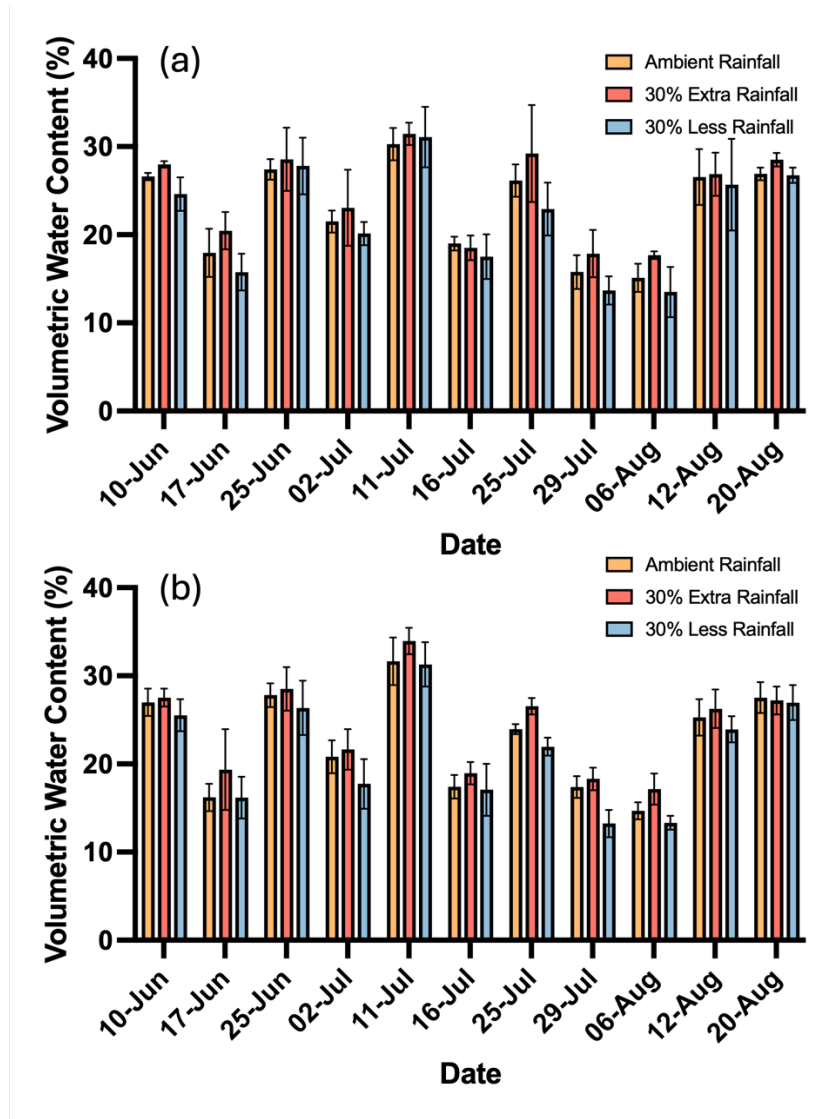 (a)
Ambient Rainfall
30% Extra Rainfall
30% Less Rainfall
Volumetric Water Content (%)
40
30
20
10
0
10-Jun
17-Jun
25-Jun
02-Jul
11-Jul
16-Jul
25-Jul
29-Jul
06-Aug
12-Aug
20-Aug
Date
(b)
Ambient Rainfall
30% Extra Rainfall
30% Less Rainfall
Volumetric Water Content (%)
40
30
20
10
0
10-Jun
17-Jun
25-Jun
02-Jul
11-Jul
16-Jul
25-Jul
29-Jul
06-Aug
12-Aug
20-Aug
Date